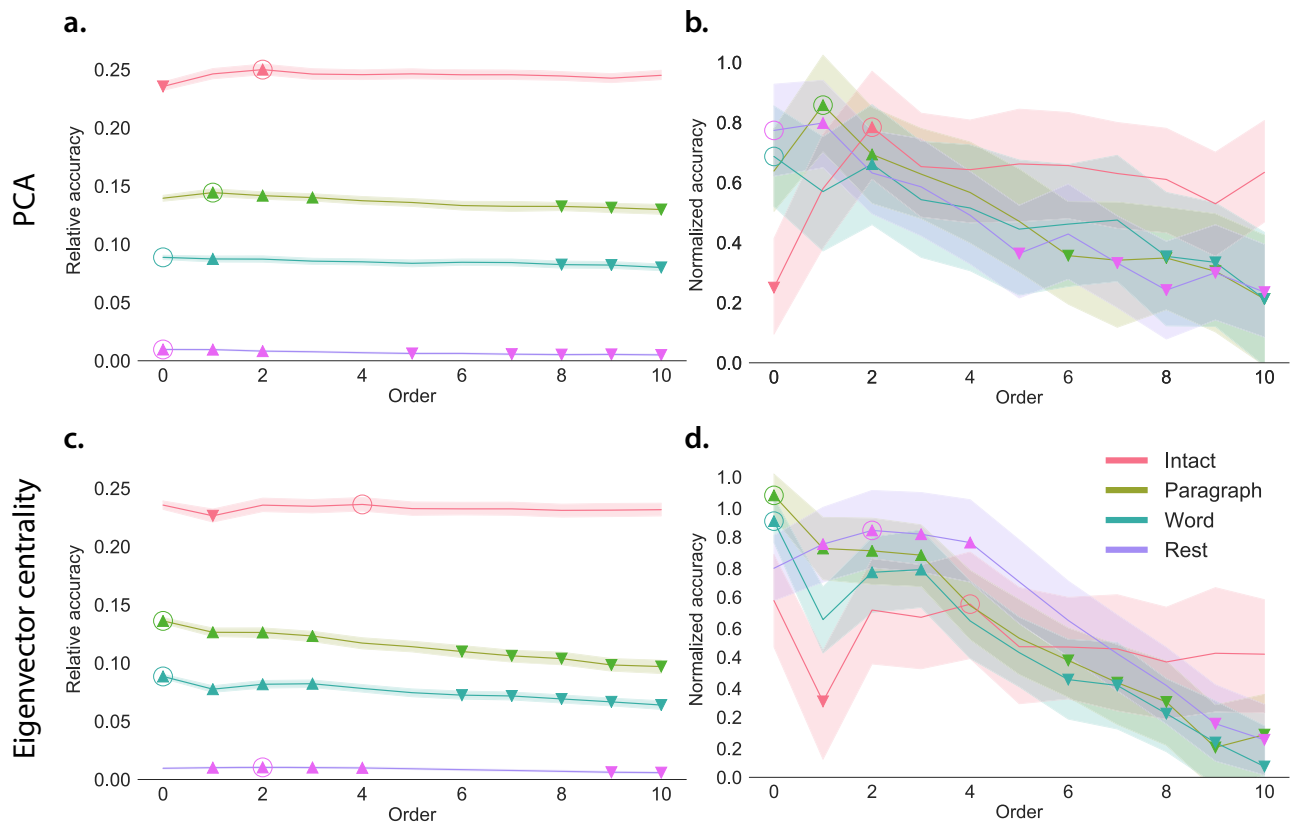 a.
b.
PCA
Relative accuracy
0.25
0.20
0.15
0.10
0.05
0.00
0 2 4 6 8 10
Order
Normalized accuracy
1.0
0.8
0.6
0.4
0.2
0.0
0 2 4 6 8 10
Order
c.
d.
Eigenvector centrality
Relative accuracy
0.25
0.20
0.15
0.10
0.05
0.00
0 2 4 6 8 10
Order
Normalized accuracy
1.0
1.0
0.8
0.8
0.6
0.6
0.4
0.4
0.2
0.2
0.0
0 2 4 6 8 10
Order
Intact
Paragraph
Word
Rest